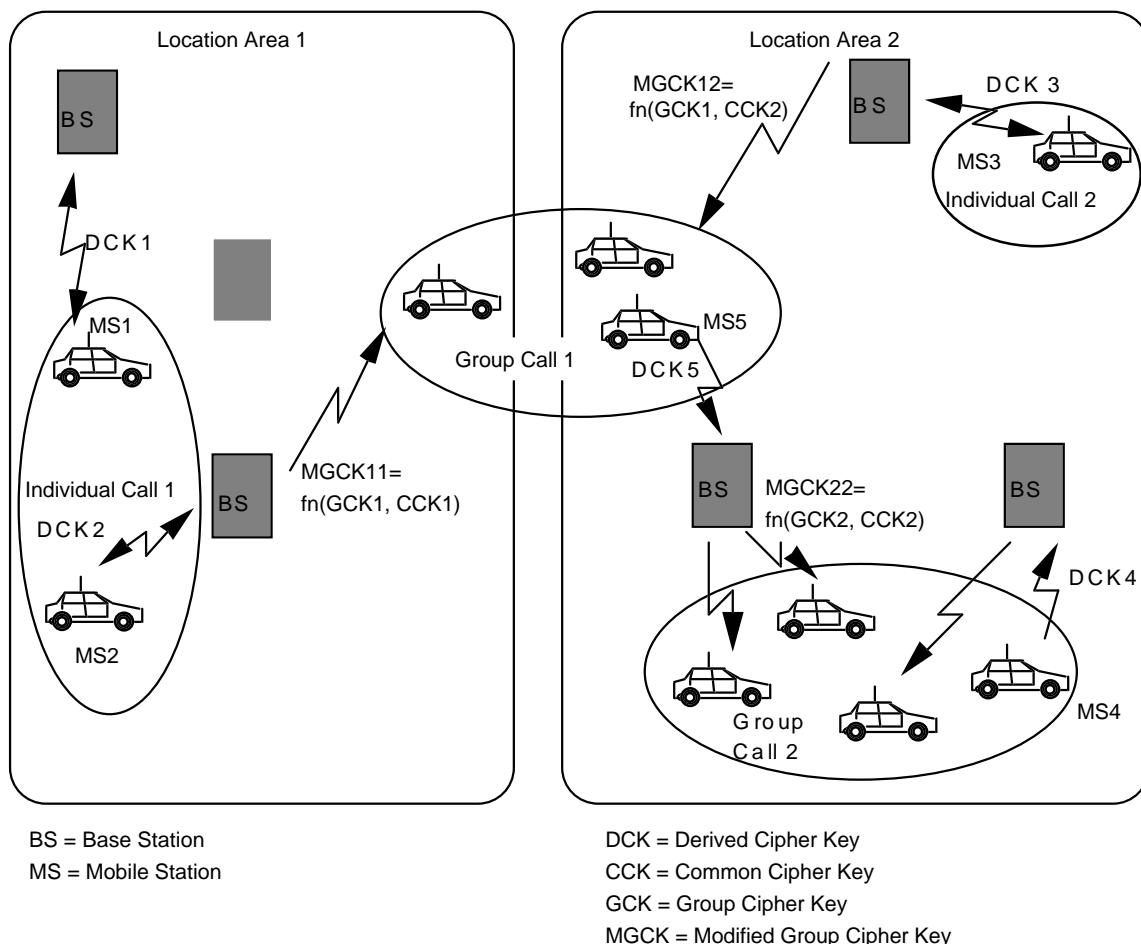 Location Area 1
BS
DCK1
MS1
Individual Call 1
DCK2
MS2
BS
MGCK11=
fn(GCK1, CCK1)
Group Call 1
Location Area 2
MGCK12=
fn(GCK1, CCK2)
BS
DCK 3
MS3
Individual Call 2
MS5
DCK5
BS
MGCK22=
fn(GCK2, CCK2)
BS
DCK4
MS4
Group
Call 2
BS = Base Station
MS = Mobile Station
DCK = Derived Cipher Key
CCK = Common Cipher Key
GCK = Group Cipher Key
MGCK = Modified Group Cipher Key